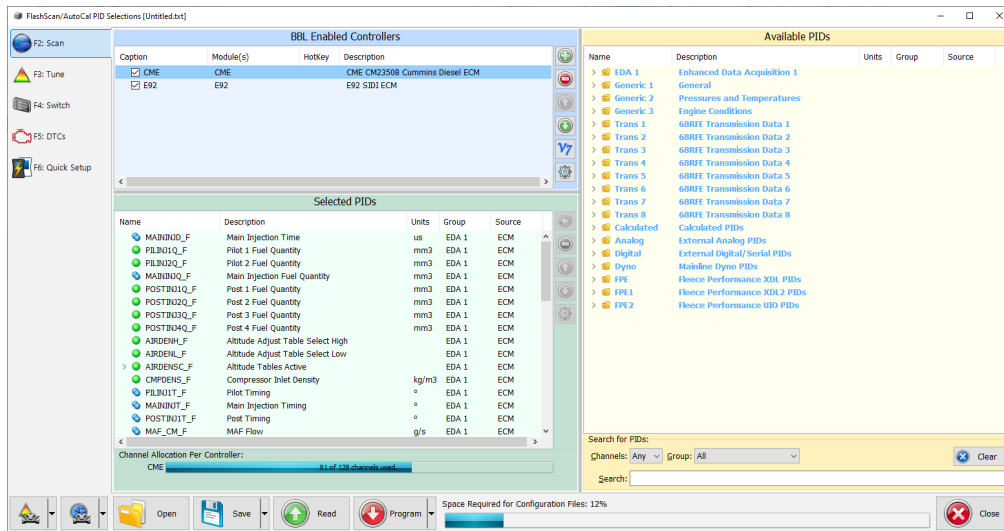 FlashScan/AutoCal PID Selections [Untitled.txt]
F2: Scan
F3: Tune
F4: Switch
F5: DTCs
F6: Quick Setup
BBL Enabled Controllers
Caption Module(s) HotKey Description
CME CME CME CM2350B Cummins Diesel ECM
E92 E92 E92 SIDI ECM
V7
Selected PIDs
Name Description Units Group Source
MAININJD_F Main Injection Time us EDA 1 ECM
PILINJ1Q_F Pilot 1 Fuel Quantity mm3 EDA 1 ECM
PILINJ2Q_F Pilot 2 Fuel Quantity mm3 EDA 1 ECM
MAININJQ_F Main Injection Fuel Quantity mm3 EDA 1 ECM
POSTINJ1Q_F Post 1 Fuel Quantity mm3 EDA 1 ECM
POSTINJ2Q_F Post 2 Fuel Quantity mm3 EDA 1 ECM
POSTINJ3Q_F Post 3 Fuel Quantity mm3 EDA 1 ECM
POSTINJ4Q_F Post 4 Fuel Quantity mm3 EDA 1 ECM
AIRDENH_F Altitude Adjust Table Select High EDA 1 ECM
AIRDENL_F Altitude Adjust Table Select Low EDA 1 ECM
AIRDENSC_F Altitude Tables Active EDA 1 ECM
CMPDENS_F Compressor Inlet Density kg/m3 EDA 1 ECM
PILINJ1T_F Pilot Timing ° EDA 1 ECM
MAININJT_F Main Injection Timing ° EDA 1 ECM
POSTINJ1T_F Post Timing ° EDA 1 ECM
MAF_CM_F MAF Flow g/s EDA 1 ECM
Channel Allocation Per Controller:
CME 81 of 128 channels used.
Available PIDs
Name Description Units Group Source
EDA 1 Enhanced Data Acquisition 1
Generic 1 General
Generic 2 Pressures and Temperatures
Generic 3 Engine Conditions
Trans 1 68RFE Transmission Data 1
Trans 2 68RFE Transmission Data 2
Trans 3 68RFE Transmission Data 3
Trans 4 68RFE Transmission Data 4
Trans 5 68RFE Transmission Data 5
Trans 6 68RFE Transmission Data 6
Trans 7 68RFE Transmission Data 7
Trans 8 68RFE Transmission Data 8
Calculated Calculated PIDs
Analog External Analog PIDs
Digital External Digital/Serial PIDs
Dyno Mainline Dyno PIDs
FPE Fleece Performance XDL PIDs
FPE1 Fleece Performance XDL2 PIDs
FPE2 Fleece Performance UIO PIDs
Search for PIDs:
Channels: Any Group: All Clear
Search:
Open Save Read Program Space Required for Configuration Files: 12% Close